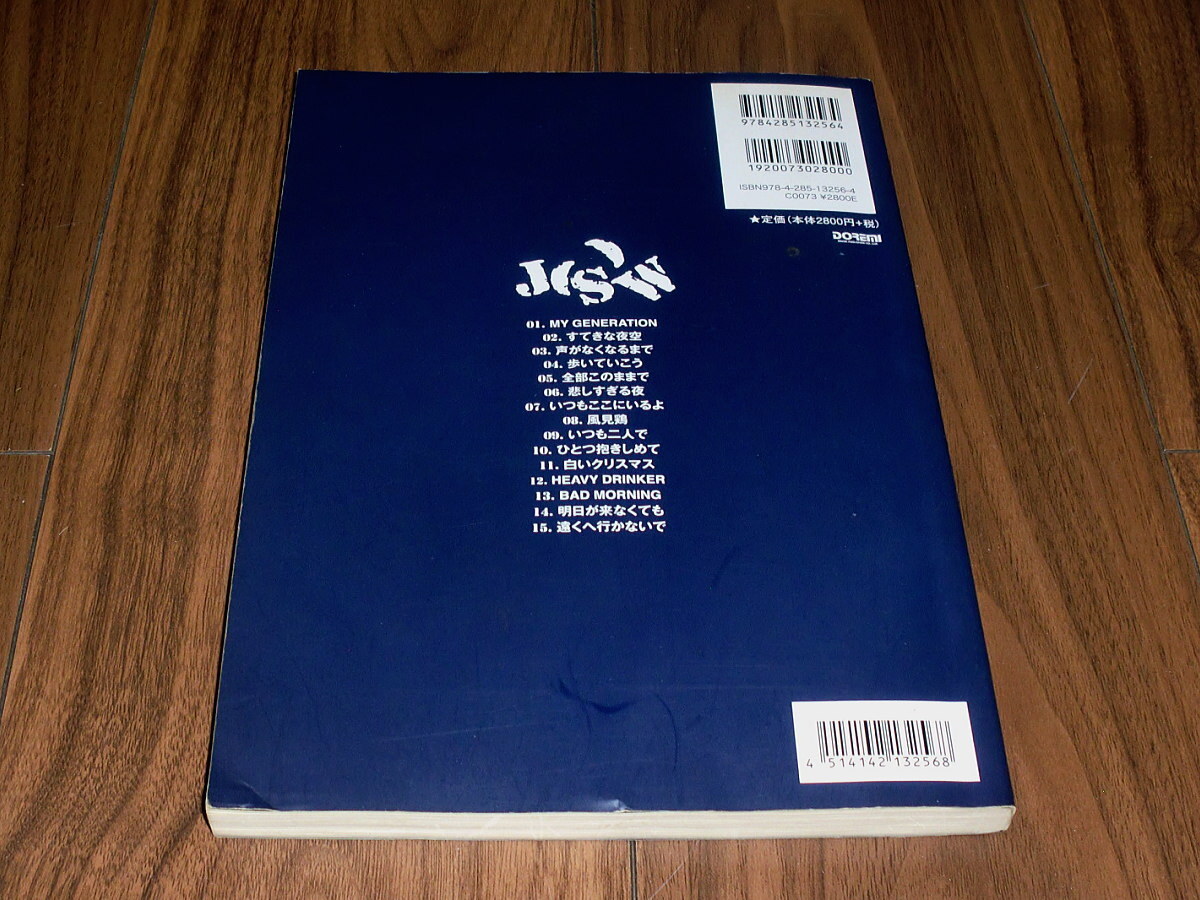 9784285132564
1920073028000
ISBN978-4-285-13256-4
C0073 ¥2800E
★定価(本体2800円+税)
DOREMI
J(S)W
01. MY GENERATION
02. すてきな夜空
03. 声がなくなるまで
04. 歩いていこう
05. 全部このままで
06. 悲しすぎる夜
07. いつもここにいるよ
08. 風見鶏
09. いつも二人で
10. ひとつ抱きしめて
11. 白いクリスマス
12. HEAVY DRINKER
13. BAD MORNING
14. 明日が来なくても
15. 遠くへ行かないで
4 514142 132568